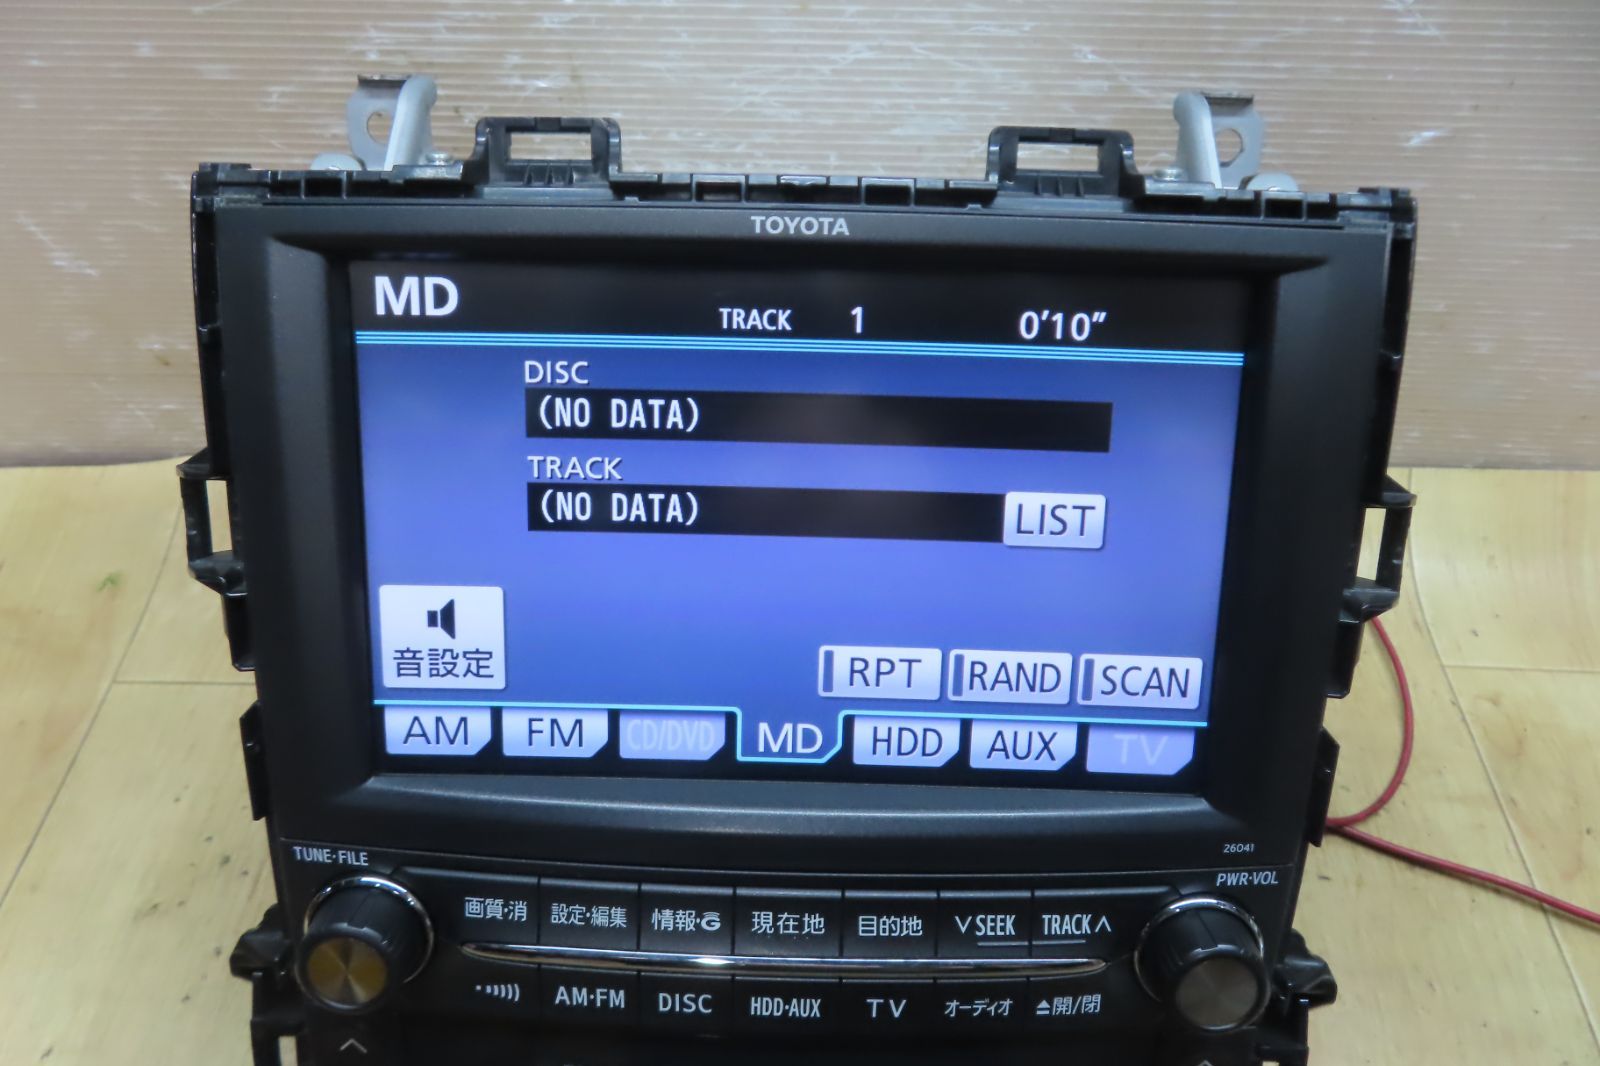 TOYOTA
MD
TRACK 1 0'10"
DISC
(NO DATA)
TRACK
(NO DATA)
LIST
音設定
RPT RAND SCAN
AM FM CD/DVD MD HDD AUX TV
26041
TUNE・FILE
PWR・VOL
画質・消 設定・編集 情報・G 現在地 目的地 ∨SEEK TRACK∧
AM・FM DISC HDD・AUX TV オーディオ ⏏開/閉